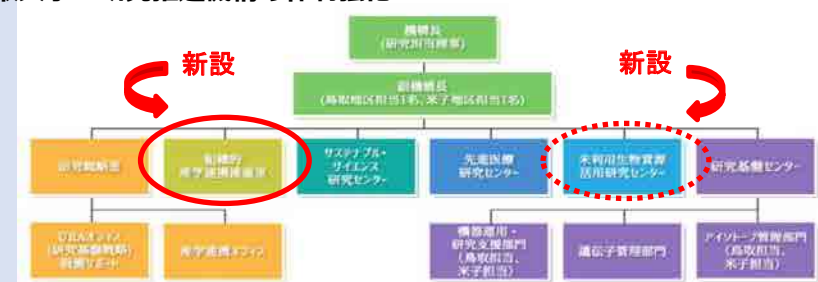 機構長
(研究担当理事)
新設
新設
副機構長
(鳥取地区担当1名、米子地区担当1名)
研究戦略室
組織的
産学連携推進室
サステナブル・
サイエンス
研究センター
先進医療
研究センター
未利用生物資源
活用研究センター
研究基盤センター
URAオフィス
(研究基盤戦略)
産学連携オフィス
機器運用・
研究支援部門
(鳥取担当、
米子担当)
遺伝子管理部門
アイソトープ管理部門
(鳥取担当、
米子担当)